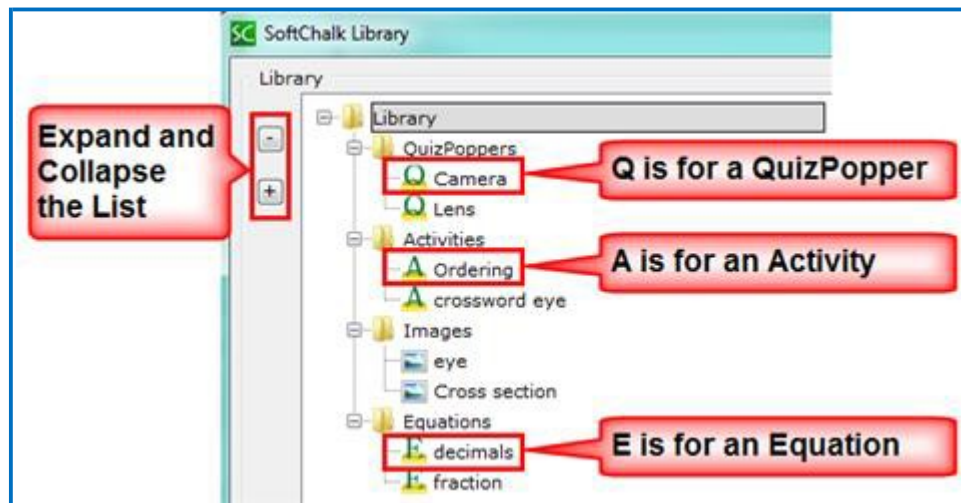 SC SoftChalk Library
Library
Expand and
Collapse
the List
-
+
Library
QuizPoppers
Q Camera
Q is for a QuizPopper
Q Lens
Activities
A Ordering
A is for an Activity
A crossword eye
Images
eye
Cross section
Equations
E decimals
E is for an Equation
E fraction